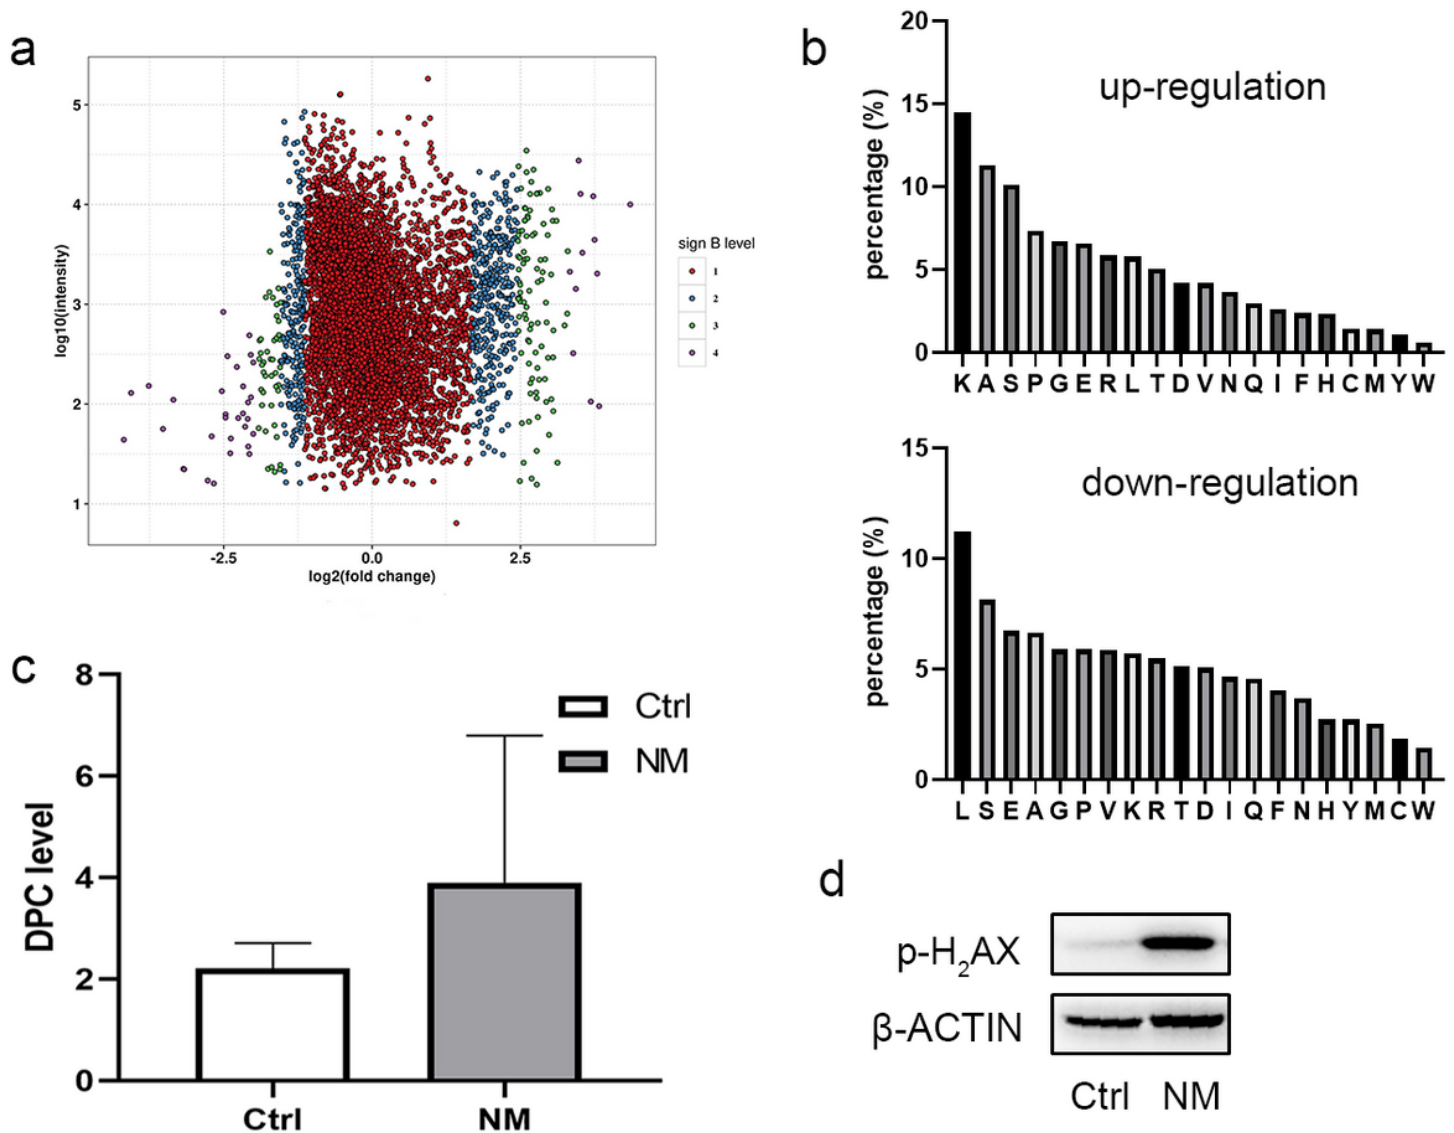 a
5
4
3
2
1
log10(intensity)
-2.5
0.0
2.5
log2(fold change)
sign B level
1
2
3
4
b
up-regulation
percentage (%)
20
15
10
5
0
K A S P G E R L T D V N Q I F H C M Y W
down-regulation
percentage (%)
15
10
5
0
L S E A G P V K R T D I Q F N H Y M C W
c
DPC level
8
6
4
2
0
Ctrl
NM
Ctrl
NM
d
p-H2AX
β-ACTIN
Ctrl NM